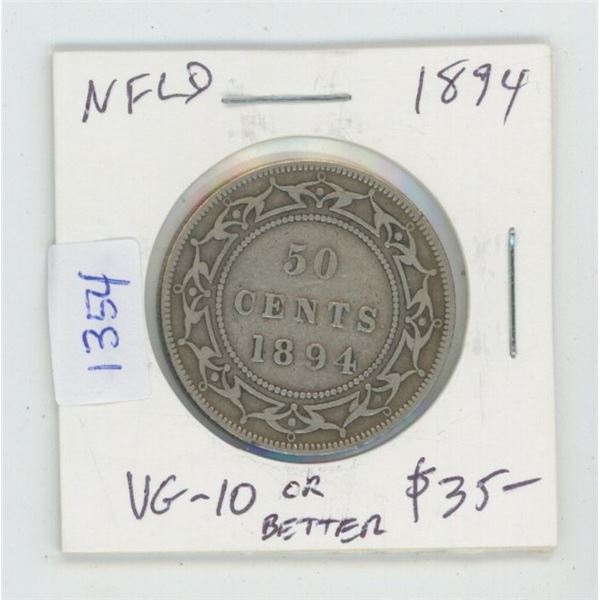 NFLD 1894
50
CENTS
1894
1354
VG-10 OR BETTER $35-